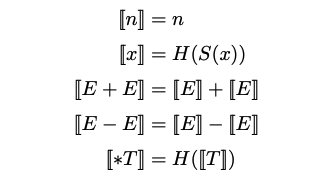 ⟦n⟧ = n
⟦x⟧ = H(S(x))
⟦E + E⟧ = ⟦E⟧ + ⟦E⟧
⟦E − E⟧ = ⟦E⟧ − ⟦E⟧
⟦*T⟧ = H(⟦T⟧)